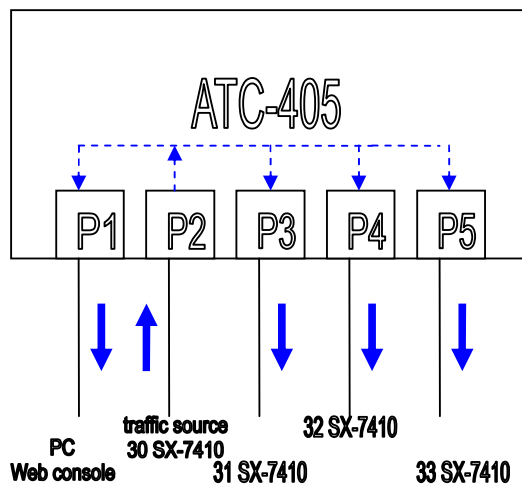 ATC-405
P1 P2 P3 P4 P5
traffic source
30 SX-7410
32 SX-7410
PC
Web console
31 SX-7410
33 SX-7410